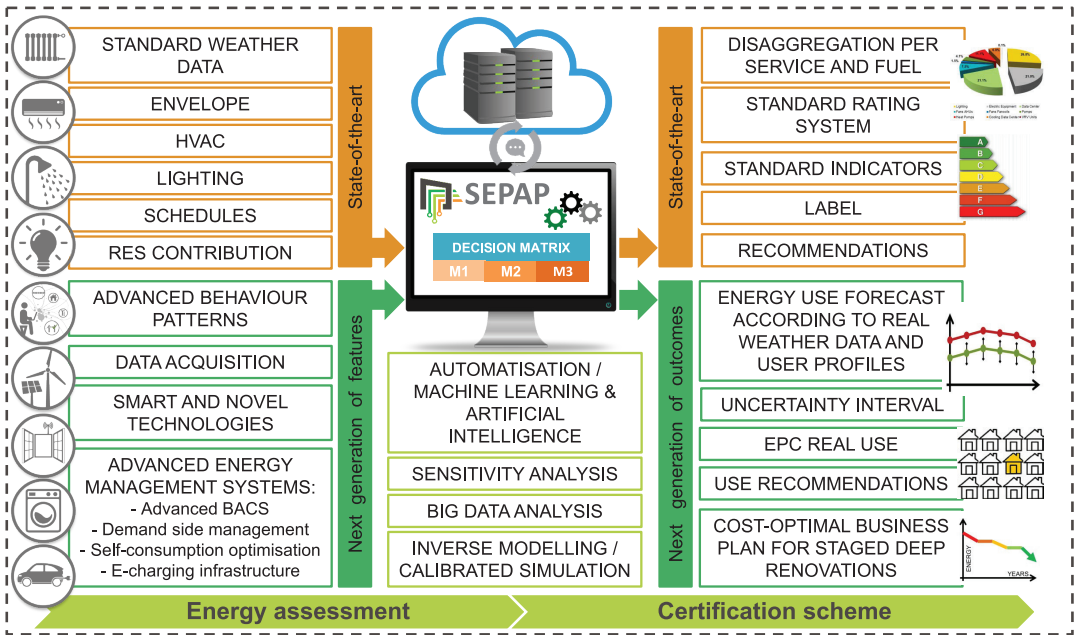 STANDARD WEATHER
DATA
ENVELOPE
HVAC
LIGHTING
SCHEDULES
RES CONTRIBUTION
State-of-the-art
ADVANCED BEHAVIOUR
PATTERNS
DATA ACQUISITION
SMART AND NOVEL
TECHNOLOGIES
ADVANCED ENERGY
MANAGEMENT SYSTEMS:
- Advanced BACS
- Demand side management
- Self-consumption optimisation
- E-charging infrastructure
Next generation of features
SEPAP
DECISION MATRIX
M1 M2 M3
AUTOMATISATION /
MACHINE LEARNING &
ARTIFICIAL
INTELLIGENCE
SENSITIVITY ANALYSIS
BIG DATA ANALYSIS
INVERSE MODELLING /
CALIBRATED SIMULATION
State-of-the-art
DISAGGREGATION PER
SERVICE AND FUEL
STANDARD RATING
SYSTEM
STANDARD INDICATORS
LABEL
RECOMMENDATIONS
A
B
C
D
E
F
G
Next generation of outcomes
ENERGY USE FORECAST
ACCORDING TO REAL
WEATHER DATA AND
USER PROFILES
UNCERTAINTY INTERVAL
EPC REAL USE
USE RECOMMENDATIONS
COST-OPTIMAL BUSINESS
PLAN FOR STAGED DEEP
RENOVATIONS
ENERGY
YEARS
Energy assessment
Certification scheme